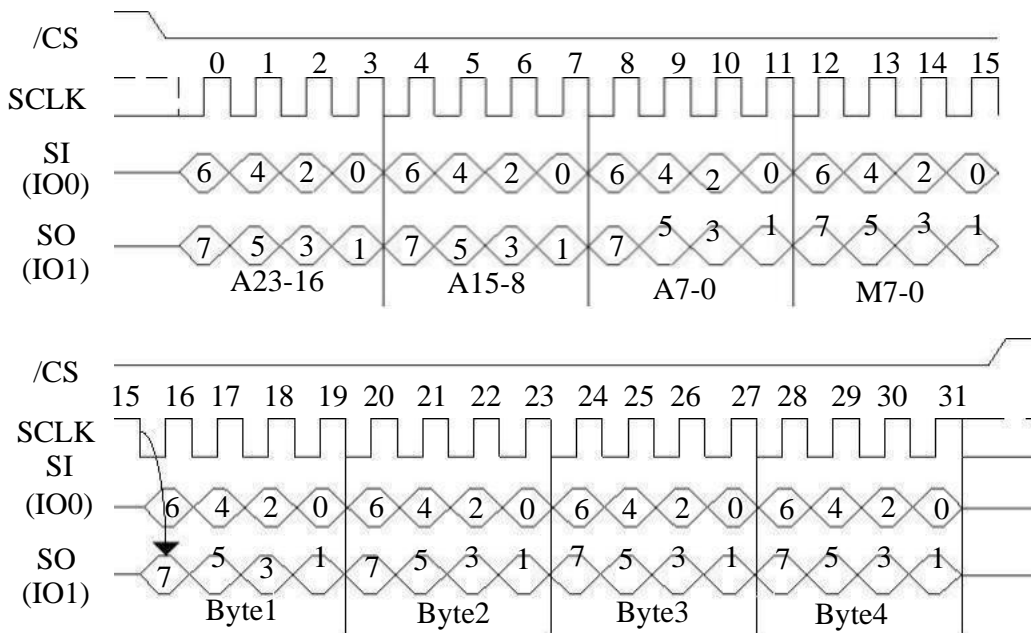 /CS
0 1 2 3 4 5 6 7 8 9 10 11 12 13 14 15
SCLK
SI
(IO0)
6 4 2 0 6 4 2 0 6 4 2 0 6 4 2 0
SO
(IO1)
7 5 3 1 7 5 3 1 7 5 3 1 7 5 3 1
A23-16 A15-8 A7-0 M7-0
/CS
15 16 17 18 19 20 21 22 23 24 25 26 27 28 29 30 31
SCLK
SI
(IO0)
6 4 2 0 6 4 2 0 6 4 2 0 6 4 2 0
SO
(IO1)
7 5 3 1 7 5 3 1 7 5 3 1 7 5 3 1
Byte1 Byte2 Byte3 Byte4